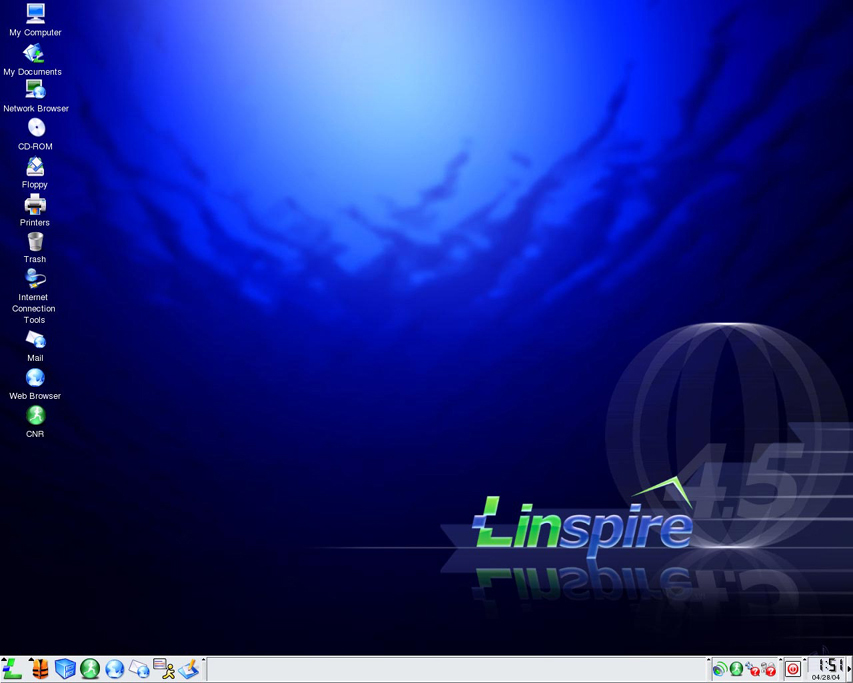 My Computer
My Documents
Network Browser
CD-ROM
Floppy
Printers
Trash
Internet
Connection
Tools
Mail
Web Browser
CNR
4.5
Linspire
1:51
04/28/04